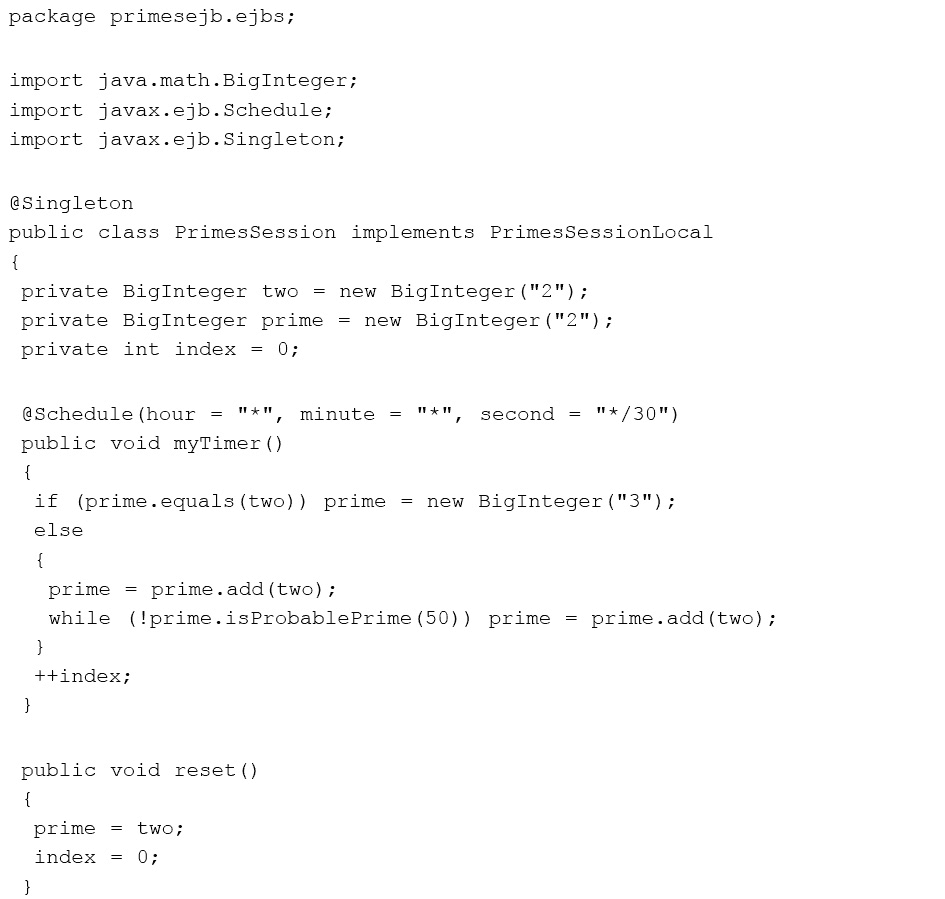 package primesejb.ejbs;
import java.math.BigInteger;
import javax.ejb.Schedule;
import javax.ejb.Singleton;
@Singleton
public class PrimesSession implements PrimesSessionLocal
{
private BigInteger two = new BigInteger("2");
private BigInteger prime = new BigInteger("2");
private int index = 0;
@Schedule(hour = "*", minute = "*", second = "*/30")
public void myTimer()
{
if (prime.equals(two)) prime = new BigInteger("3");
else
{
prime = prime.add(two);
while (!prime.isProbablePrime(50)) prime = prime.add(two);
}
++index;
}
public void reset()
{
prime = two;
index = 0;
}